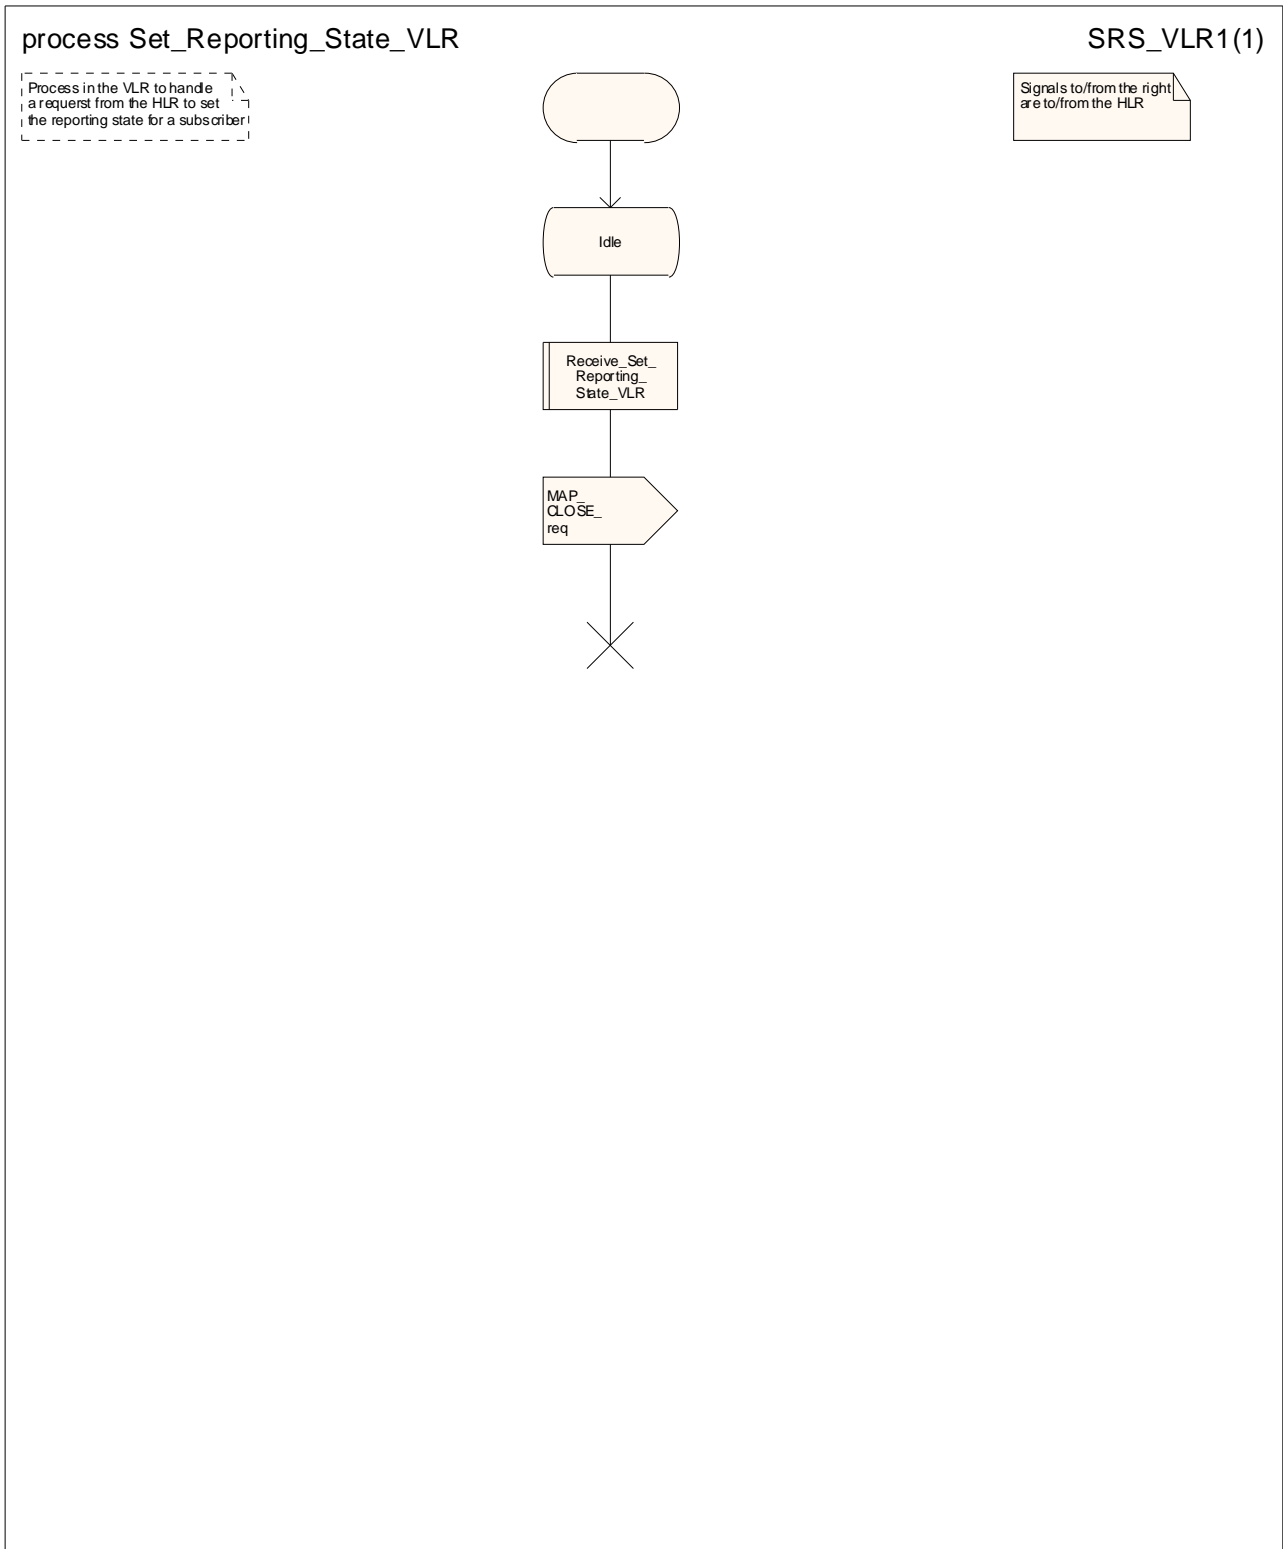 process Set_Reporting_State_VLR
SRS_VLR1(1)
Process in the VLR to handle
a requerst from the HLR to set
the reporting state for a subscriber
Signals to/from the right
are to/from the HLR
Idle
Receive_Set_
Reporting_
State_VLR
MAP_
CLOSE_
req